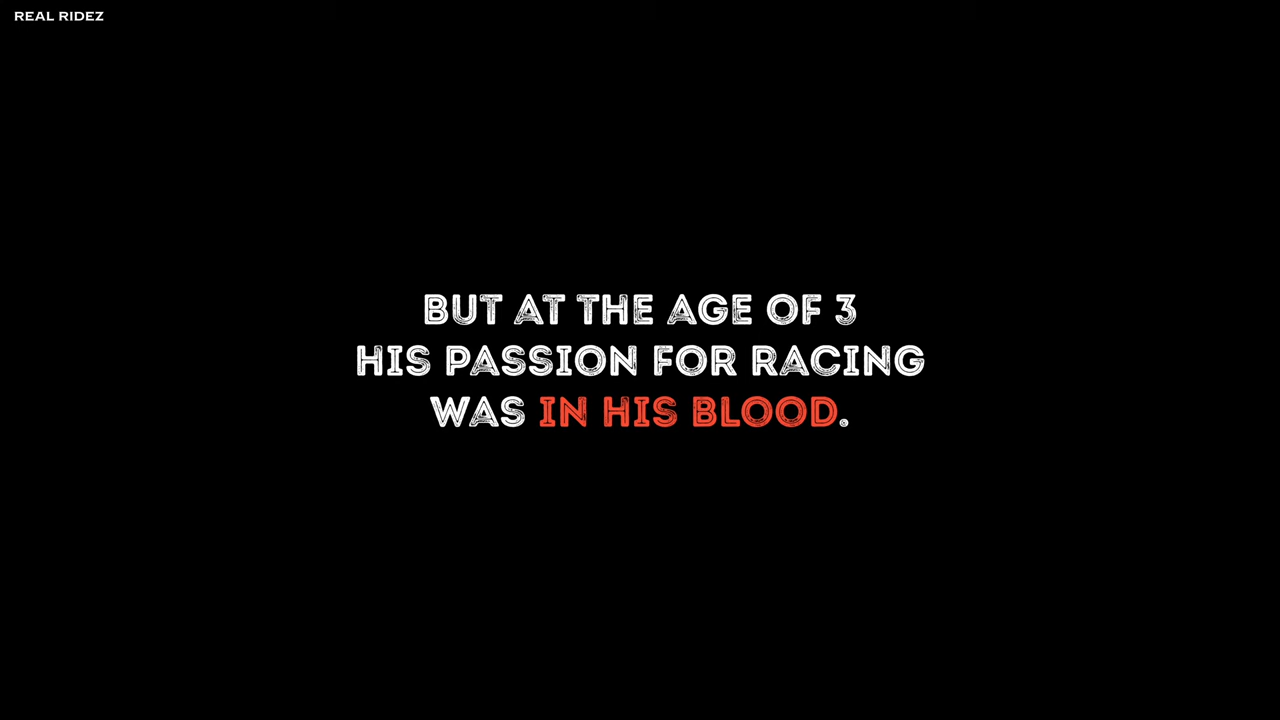 REAL RIDEZ
BUT AT THE AGE OF 3
HIS PASSION FOR RACING
WAS IN HIS BLOOD.